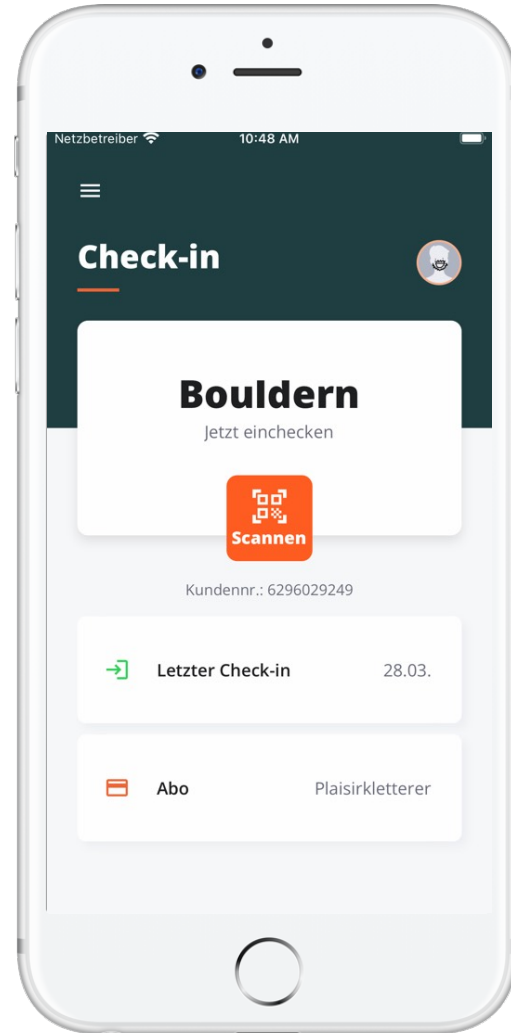 Netzbetreiber 10:48 AM
Check-in
Bouldern
Jetzt einchecken
Scannen
Kundennr.: 6296029249
Letzter Check-in 28.03.
Abo Plaisirkletterer